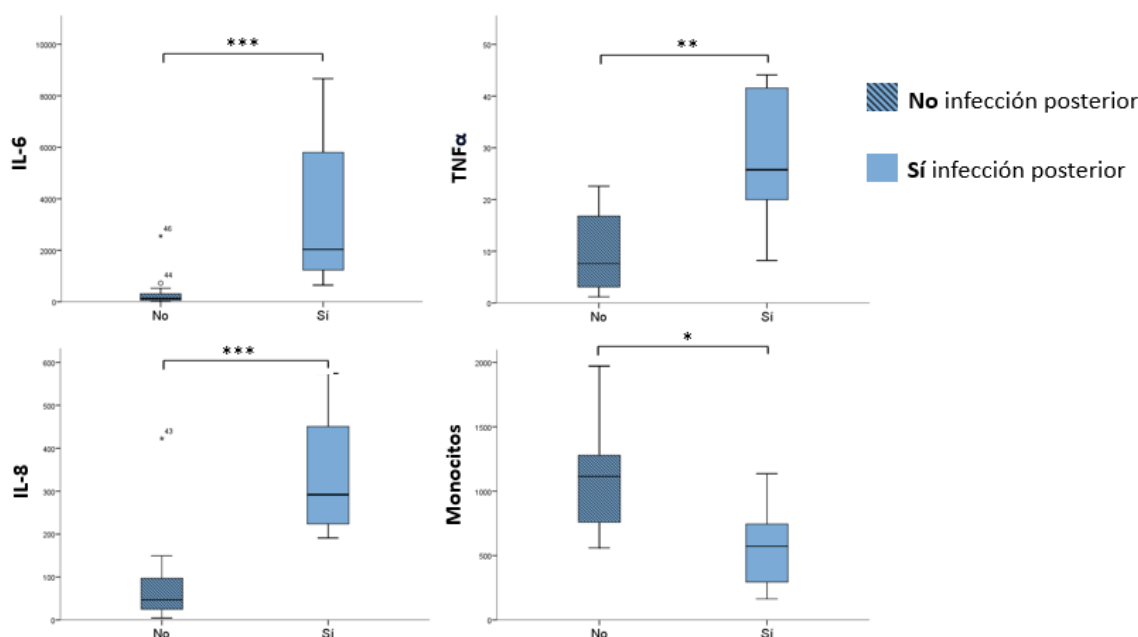 ***
10000
8000
6000
4000
2000
0
IL-6
46
44
No
Sí
**
50
40
30
20
10
0
TNFα
No
Sí
No infección posterior
Sí infección posterior
***
600
500
400
300
200
100
0
IL-8
43
No
Sí
*
2000
1500
1000
500
0
Monocitos
No
Sí